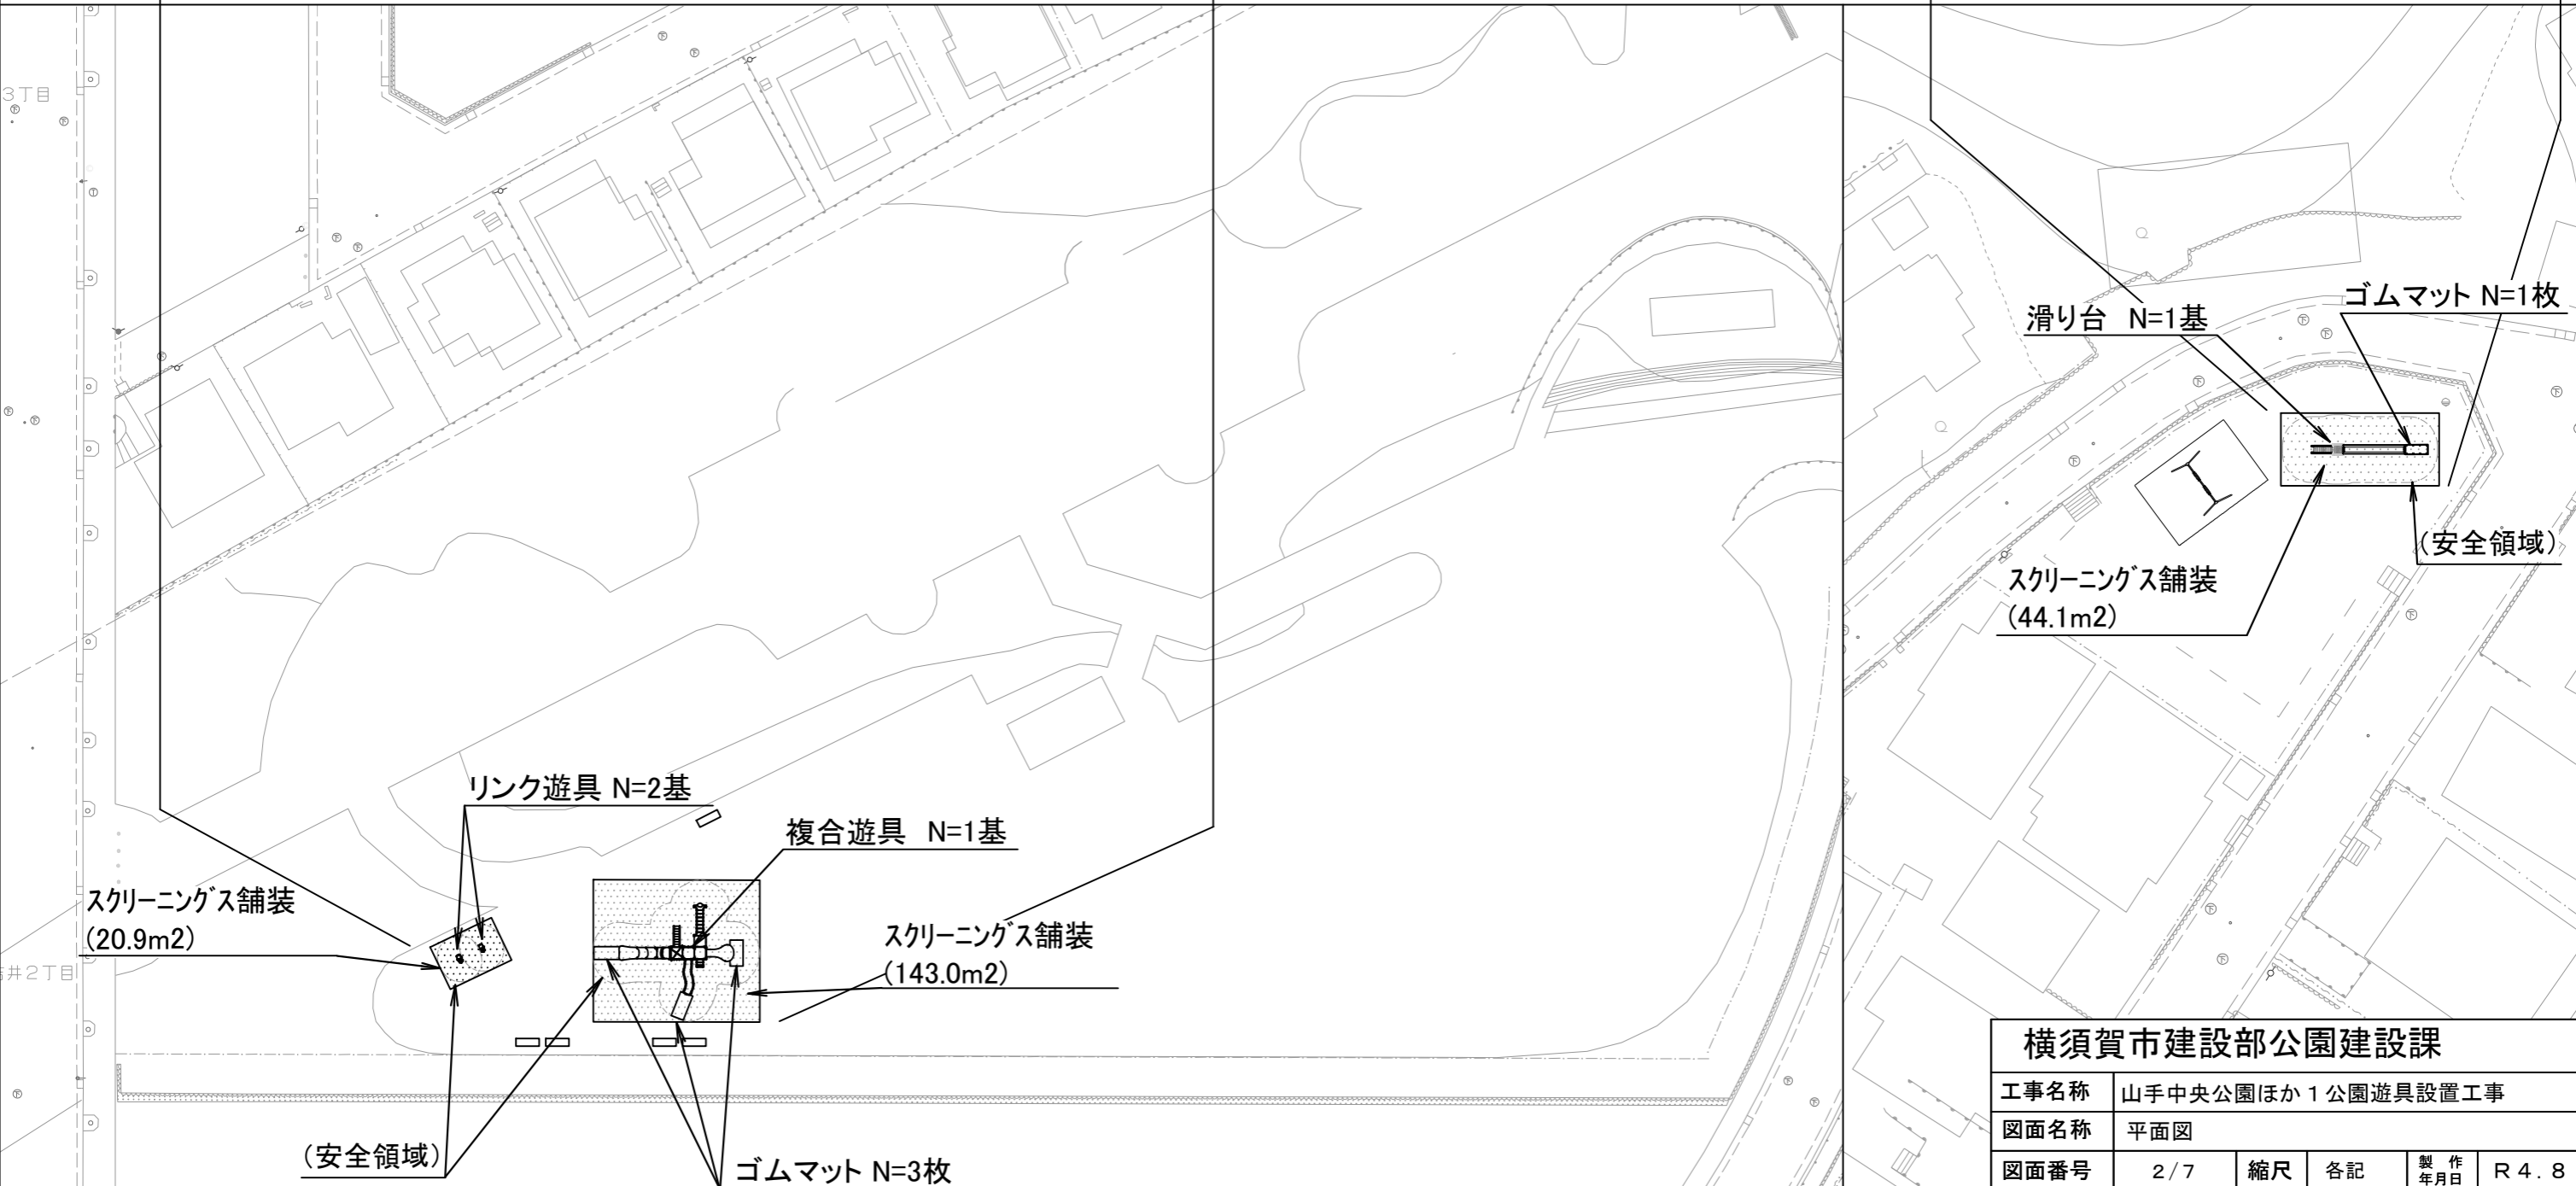 3丁目
滑り台 N=1基
ゴムマット N=1枚
(安全領域)
スクリーニングス舗装
(44.1m2)
リンク遊具 N=2基
複合遊具 N=1基
スクリーニングス舗装
(20.9m2)
スクリーニングス舗装
(143.0m2)
井2丁目
(安全領域)
ゴムマット N=3枚
横須賀市建設部公園建設課
工事名称 山手中央公園ほか1公園遊具設置工事
図面名称 平面図
図面番号 2/7 縮尺 各記 製作年月日 R4.8